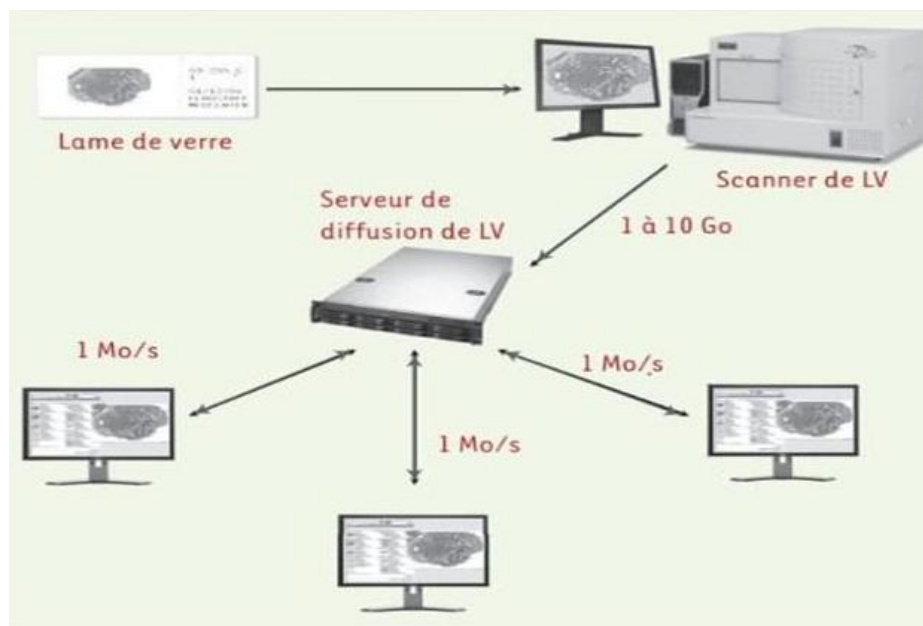 Lame de verre
Scanner de LV
Serveur de
diffusion de LV
1 à 10 Go
1 Mo/s
1 Mo/s
1 Mo/s